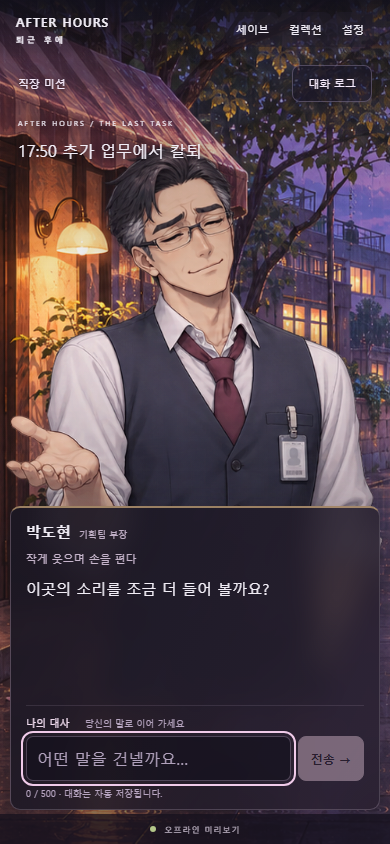 AFTER HOURS
퇴근 후에
세이브 컬렉션 설정
직장 미션
대화 로그
AFTER HOURS / THE LAST TASK
17:50 추가 업무에서 칼퇴
박도현 기획팀 부장
작게 웃으며 손을 편다
이곳의 소리를 조금 더 들어 볼까요?
나의 대사 당신의 말로 이어 가세요
어떤 말을 건넬까요...
전송 →
0 / 500 · 대화는 자동 저장됩니다.
오프라인 미리보기